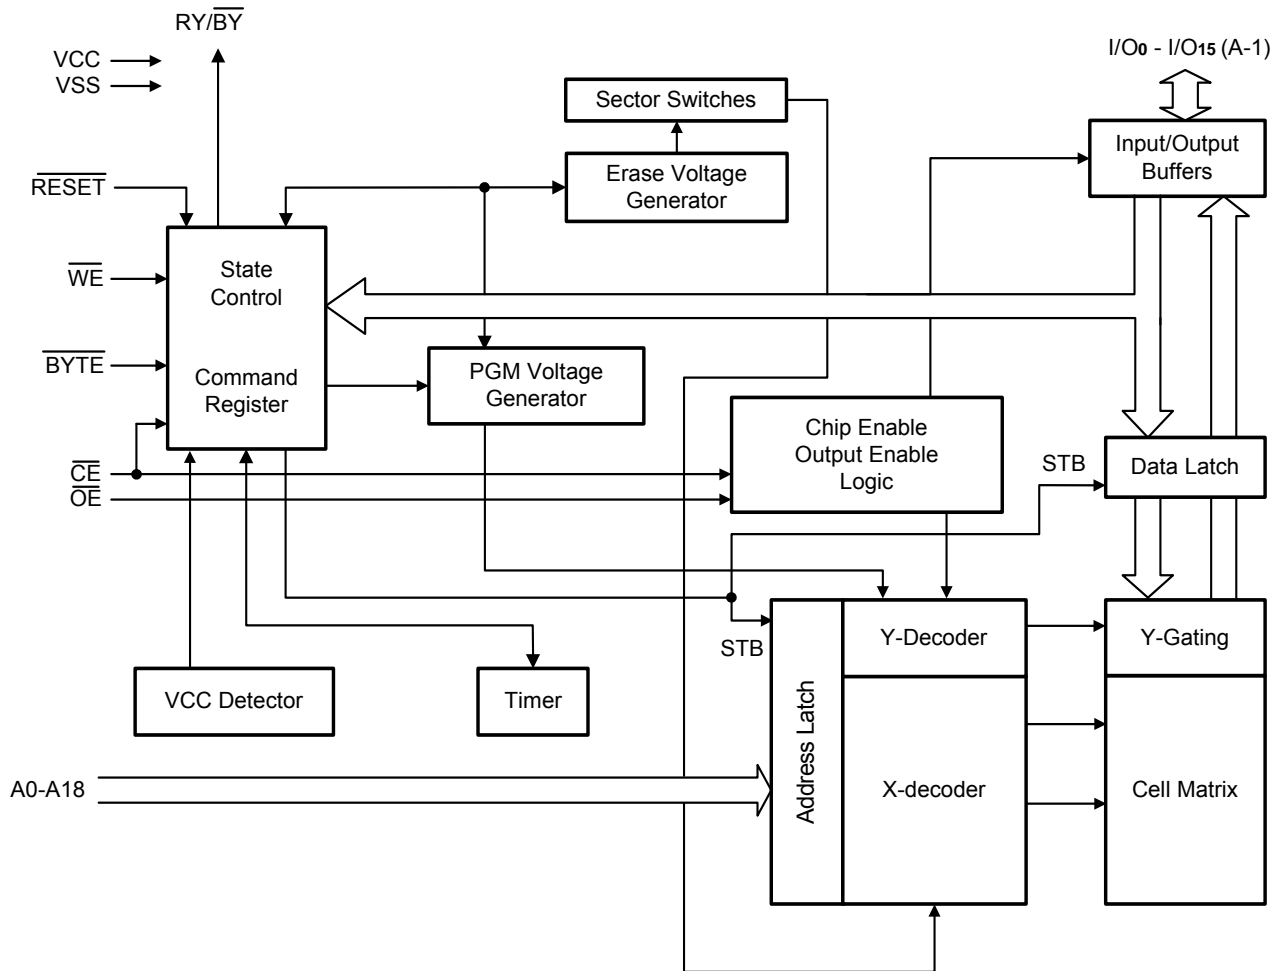 RY/BY
VCC
VSS
I/O0 - I/O15 (A-1)
Sector Switches
Input/Output
Buffers
Erase Voltage
Generator
RESET
State
Control
WE
BYTE
Command
Register
PGM Voltage
Generator
Chip Enable
Output Enable
Logic
CE
OE
STB
Data Latch
STB
Y-Decoder
Y-Gating
VCC Detector
Timer
Address Latch
A0-A18
X-decoder
Cell Matrix